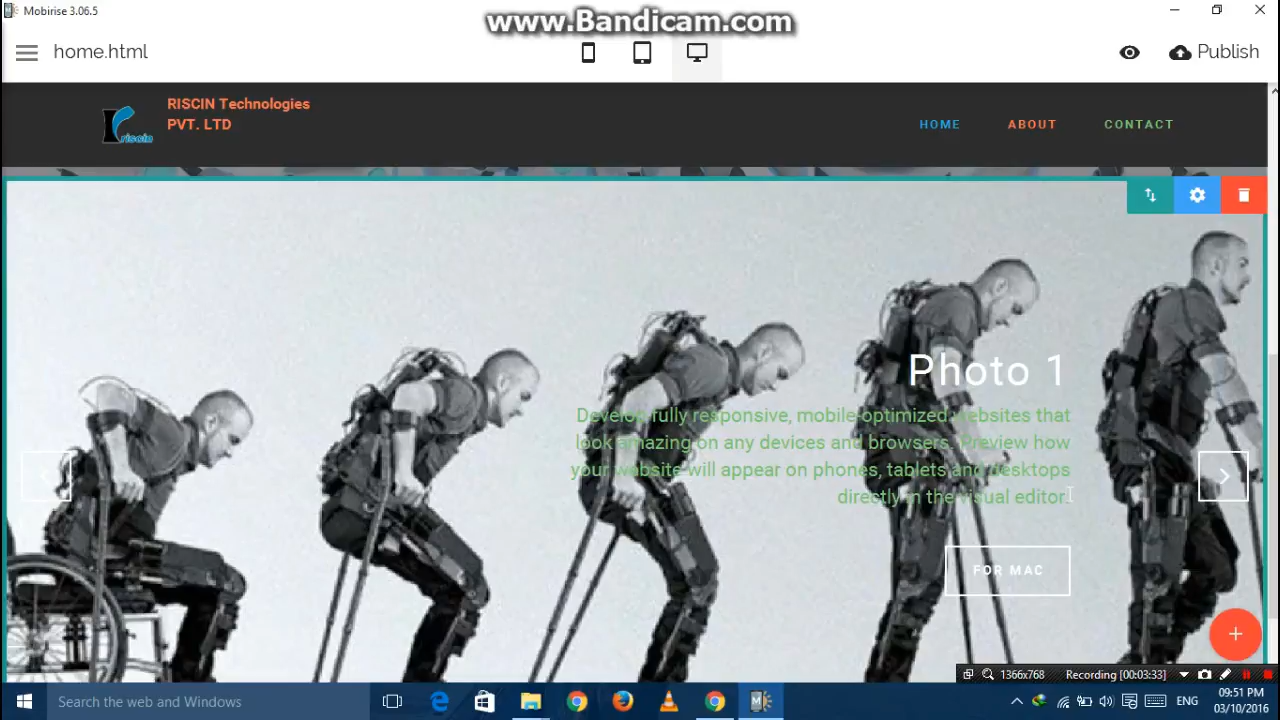 Mobirise 3.06.5
www.Bandicam.com
home.html
Publish
RISCIN Technologies
PVT. LTD
riscin
HOME
ABOUT
CONTACT
Photo 1
Develop fully responsive, mobile-optimized websites that
look amazing on any devices and browsers. Preview how
your website will appear on phones, tablets and desktops
directly in the visual editor.
FOR MAC
1366x768
Recording [00:03:33]
Search the web and Windows
ENG
09:51 PM
03/10/2016